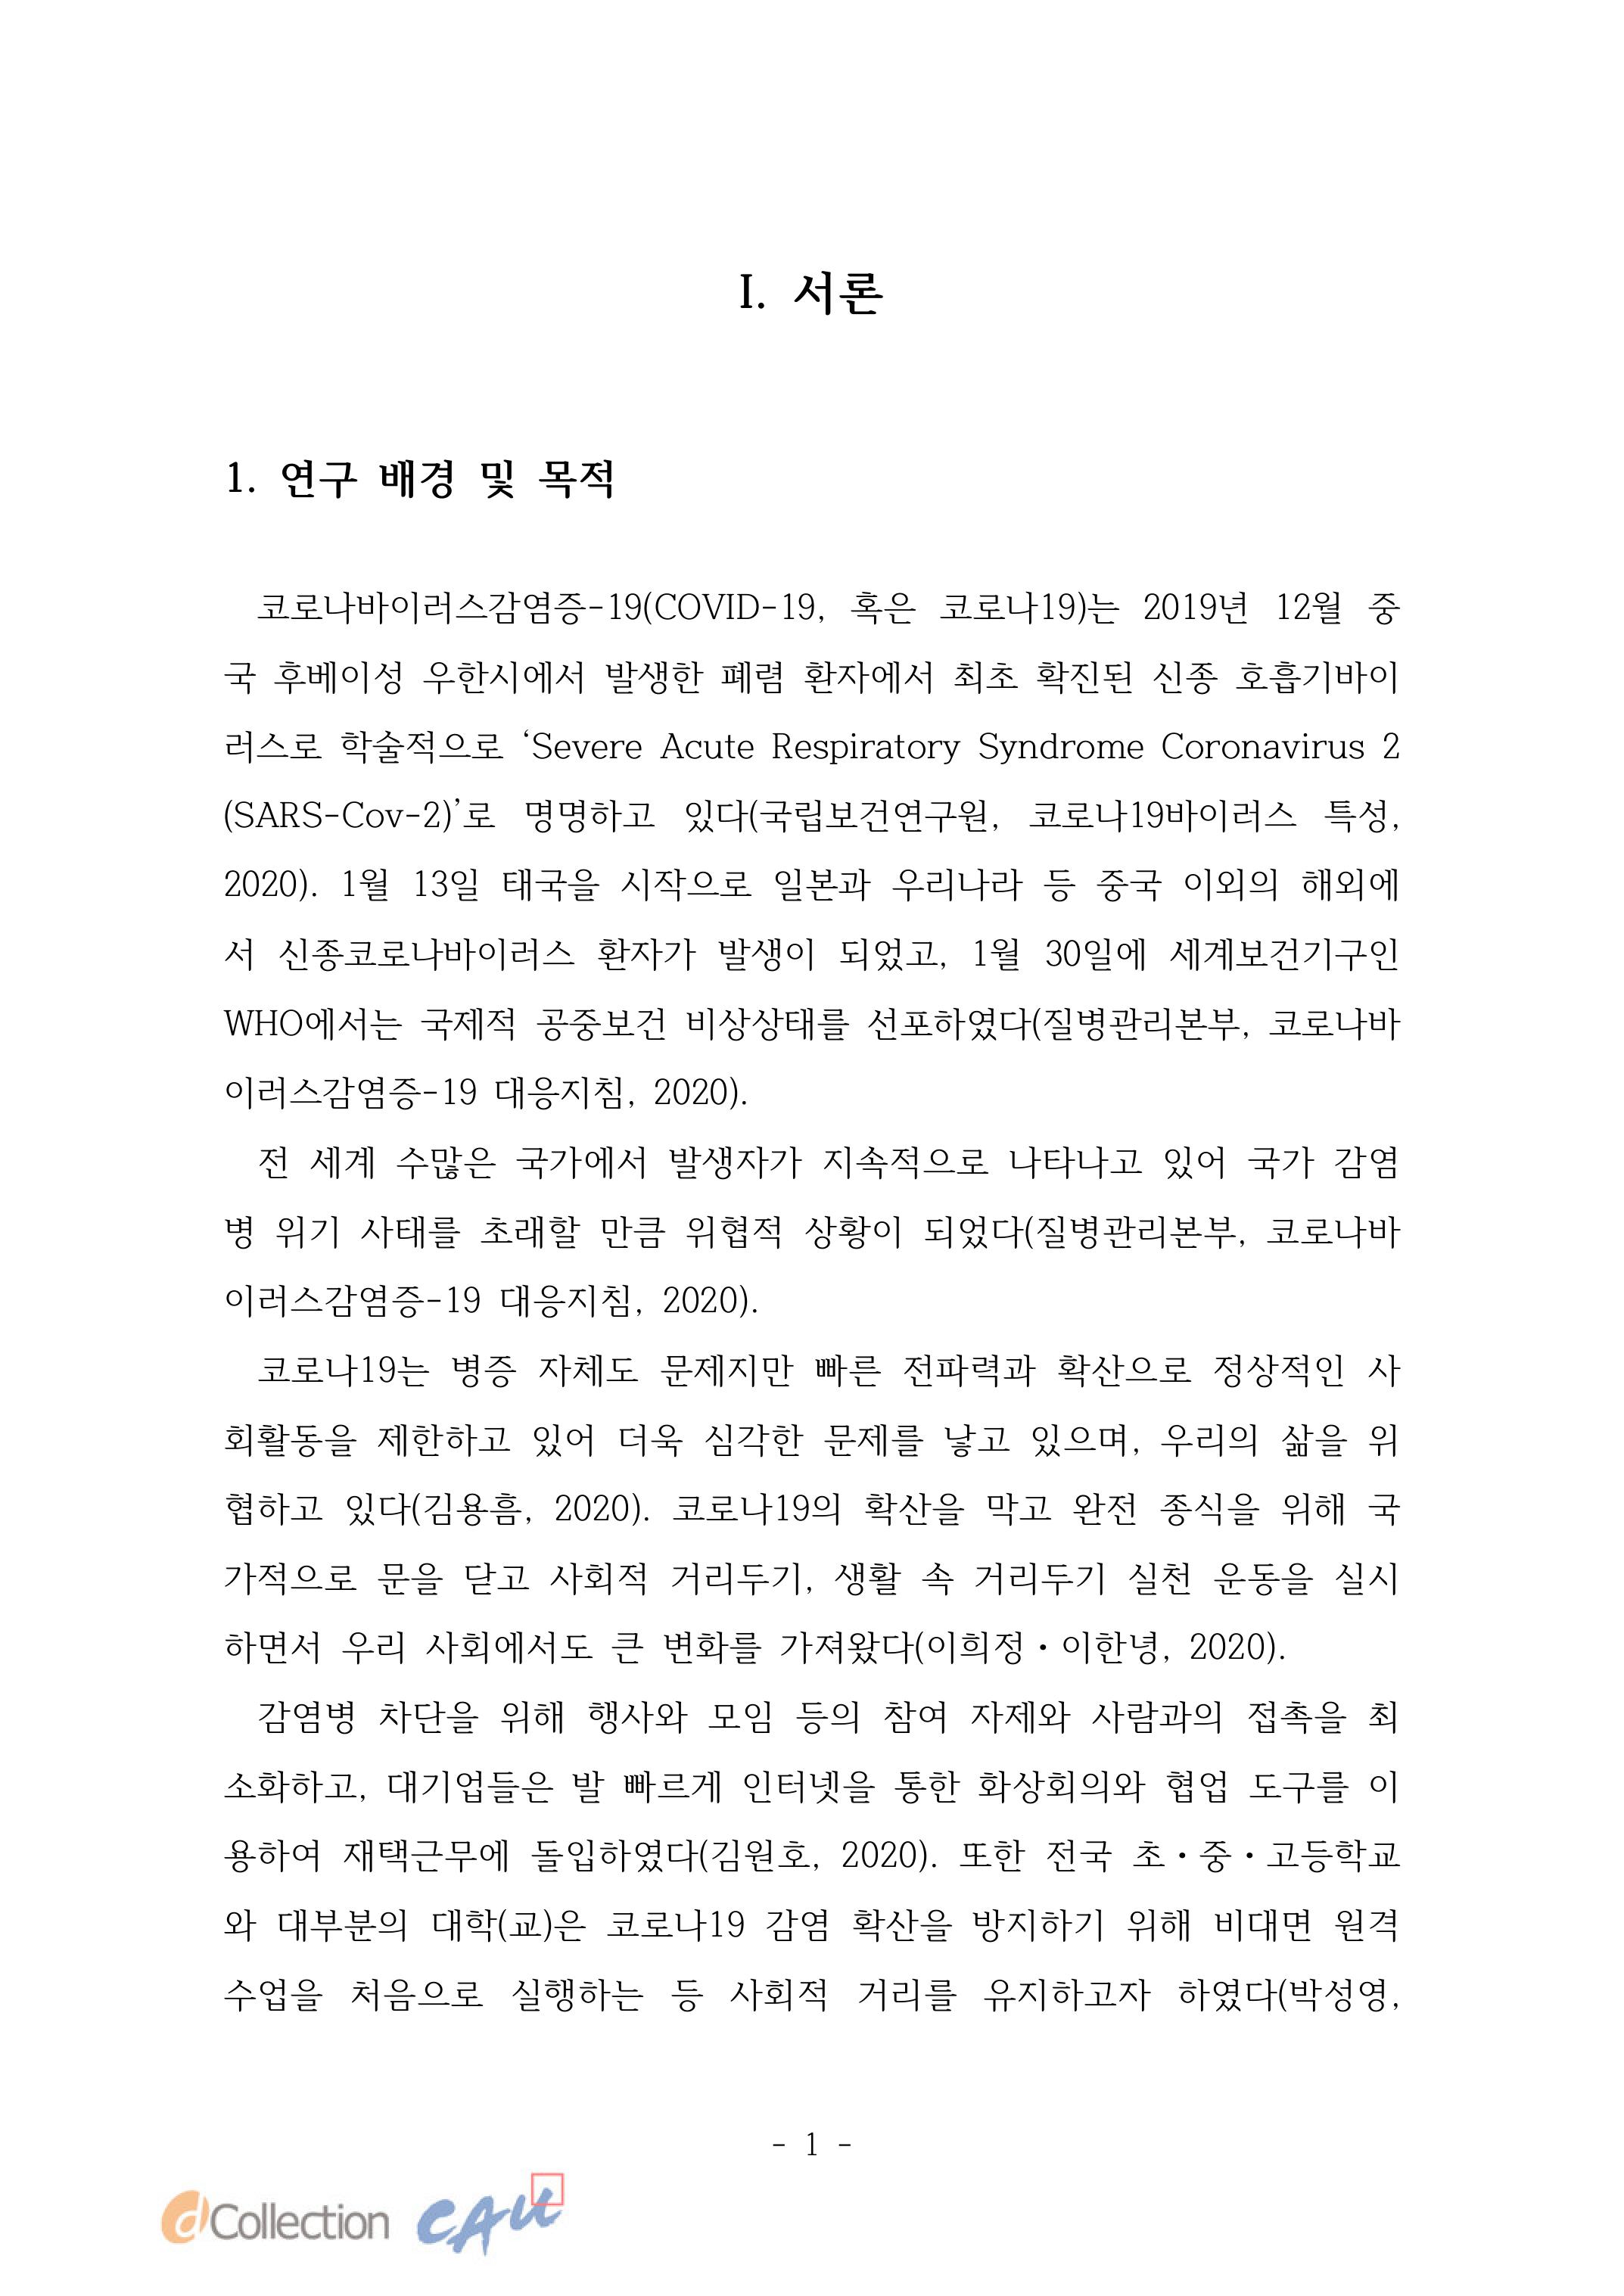 I. 서론
1. 연구 배경 및 목적
코로나바이러스감염증-19(COVID-19, 혹은 코로나19)는 2019년 12월 중
국 후베이성 우한시에서 발생한 폐렴 환자에서 최초 확진된 신종 호흡기바이
러스로 학술적으로 ‘Severe Acute Respiratory Syndrome Coronavirus 2
(SARS-Cov-2)’로 명명하고 있다(국립보건연구원, 코로나19바이러스 특성,
2020). 1월 13일 태국을 시작으로 일본과 우리나라 등 중국 이외의 해외에
서 신종코로나바이러스 환자가 발생이 되었고, 1월 30일에 세계보건기구인
WHO에서는 국제적 공중보건 비상상태를 선포하였다(질병관리본부, 코로나바
이러스감염증-19 대응지침, 2020).
전 세계 수많은 국가에서 발생자가 지속적으로 나타나고 있어 국가 감염
병 위기 사태를 초래할 만큼 위협적 상황이 되었다(질병관리본부, 코로나바
이러스감염증-19 대응지침, 2020).
코로나19는 병증 자체도 문제지만 빠른 전파력과 확산으로 정상적인 사
회활동을 제한하고 있어 더욱 심각한 문제를 낳고 있으며, 우리의 삶을 위
협하고 있다(김용흠, 2020). 코로나19의 확산을 막고 완전 종식을 위해 국
가적으로 문을 닫고 사회적 거리두기, 생활 속 거리두기 실천 운동을 실시
하면서 우리 사회에서도 큰 변화를 가져왔다(이희정·이한녕, 2020).
감염병 차단을 위해 행사와 모임 등의 참여 자제와 사람과의 접촉을 최
소화하고, 대기업들은 발 빠르게 인터넷을 통한 화상회의와 협업 도구를 이
용하여 재택근무에 돌입하였다(김원호, 2020). 또한 전국 초·중·고등학교
와 대부분의 대학(교)은 코로나19 감염 확산을 방지하기 위해 비대면 원격
수업을 처음으로 실행하는 등 사회적 거리를 유지하고자 하였다(박성영,
- 1 -
dCollection CAU